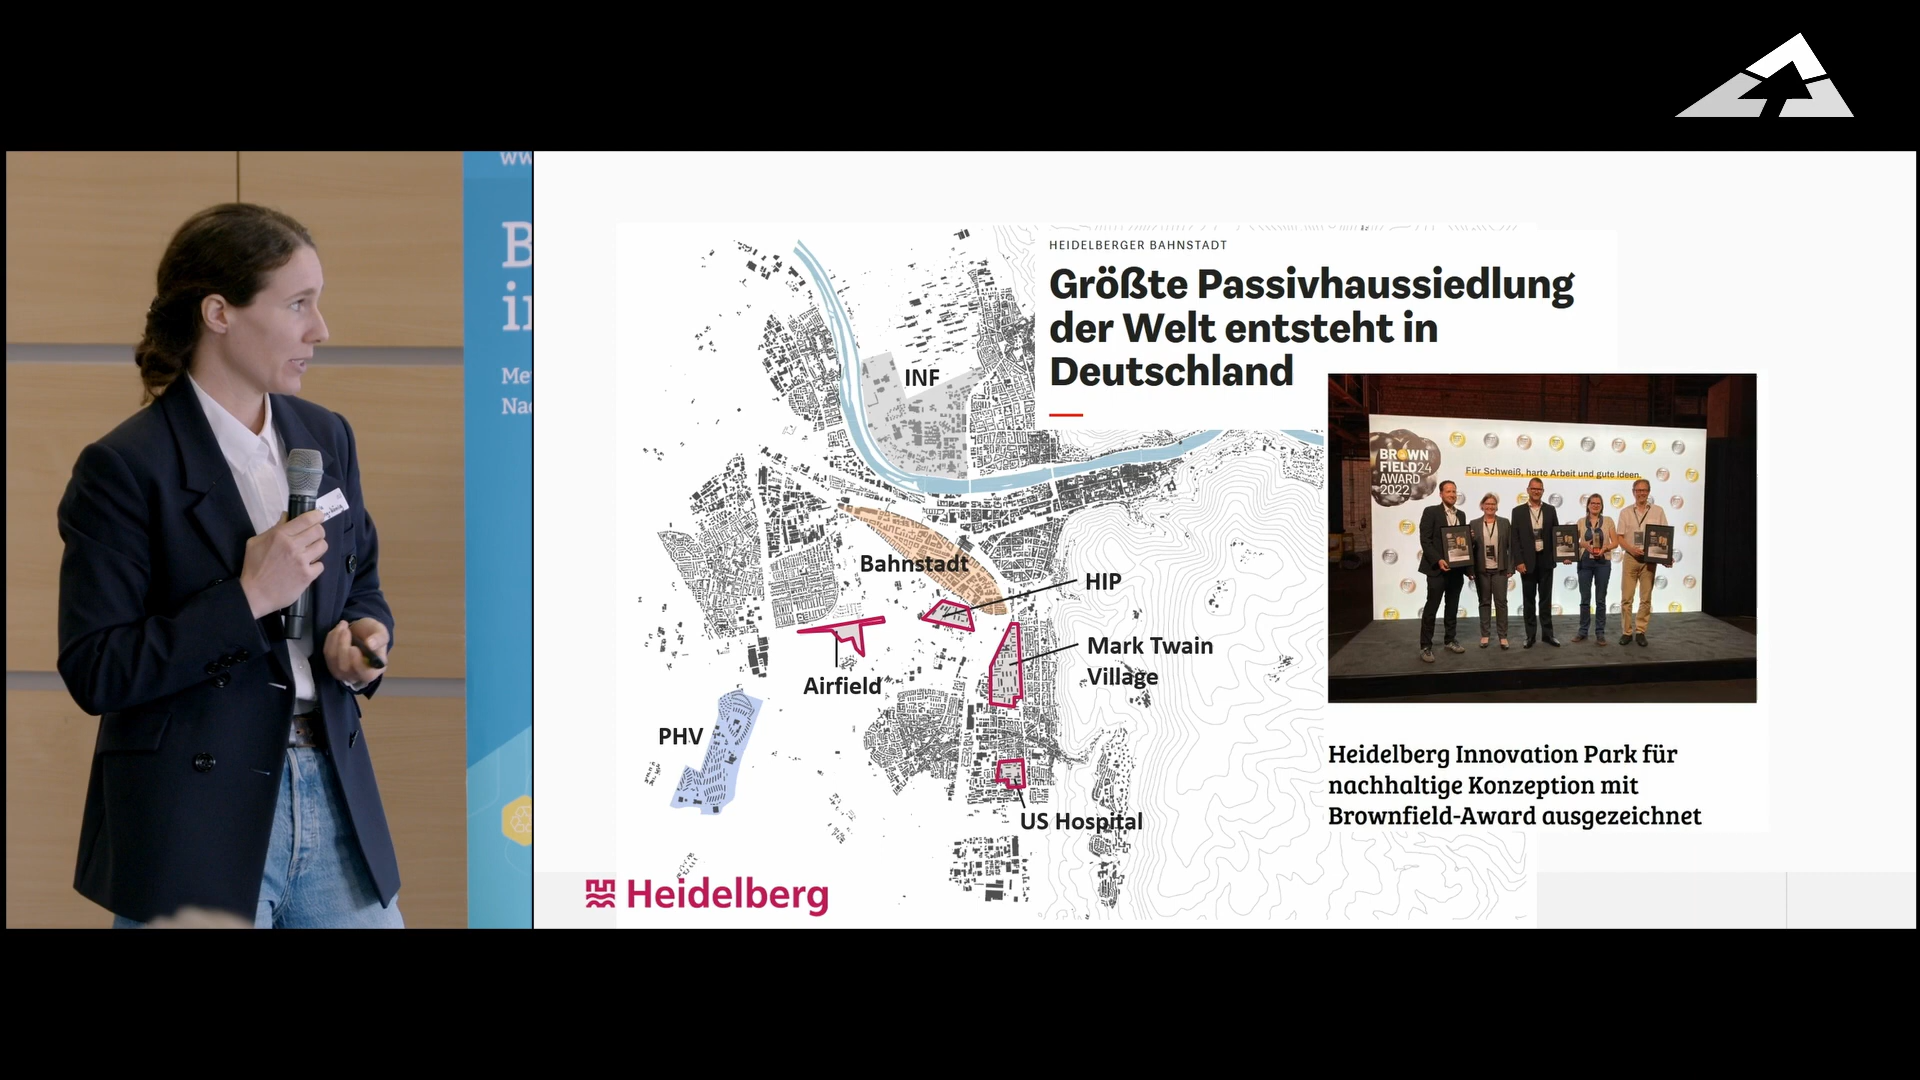 HEIDELBERGER BAHNSTADT
Größte Passivhaussiedlung
der Welt entsteht in
Deutschland
INF
Bahnstadt
HIP
Mark Twain
Village
Airfield
PHV
US Hospital
BROWN
FIELD24
AWARD
2022
Für Schweiß, harte Arbeit und gute Ideen.
Heidelberg Innovation Park für
nachhaltige Konzeption mit
Brownfield-Award ausgezeichnet
Heidelberg